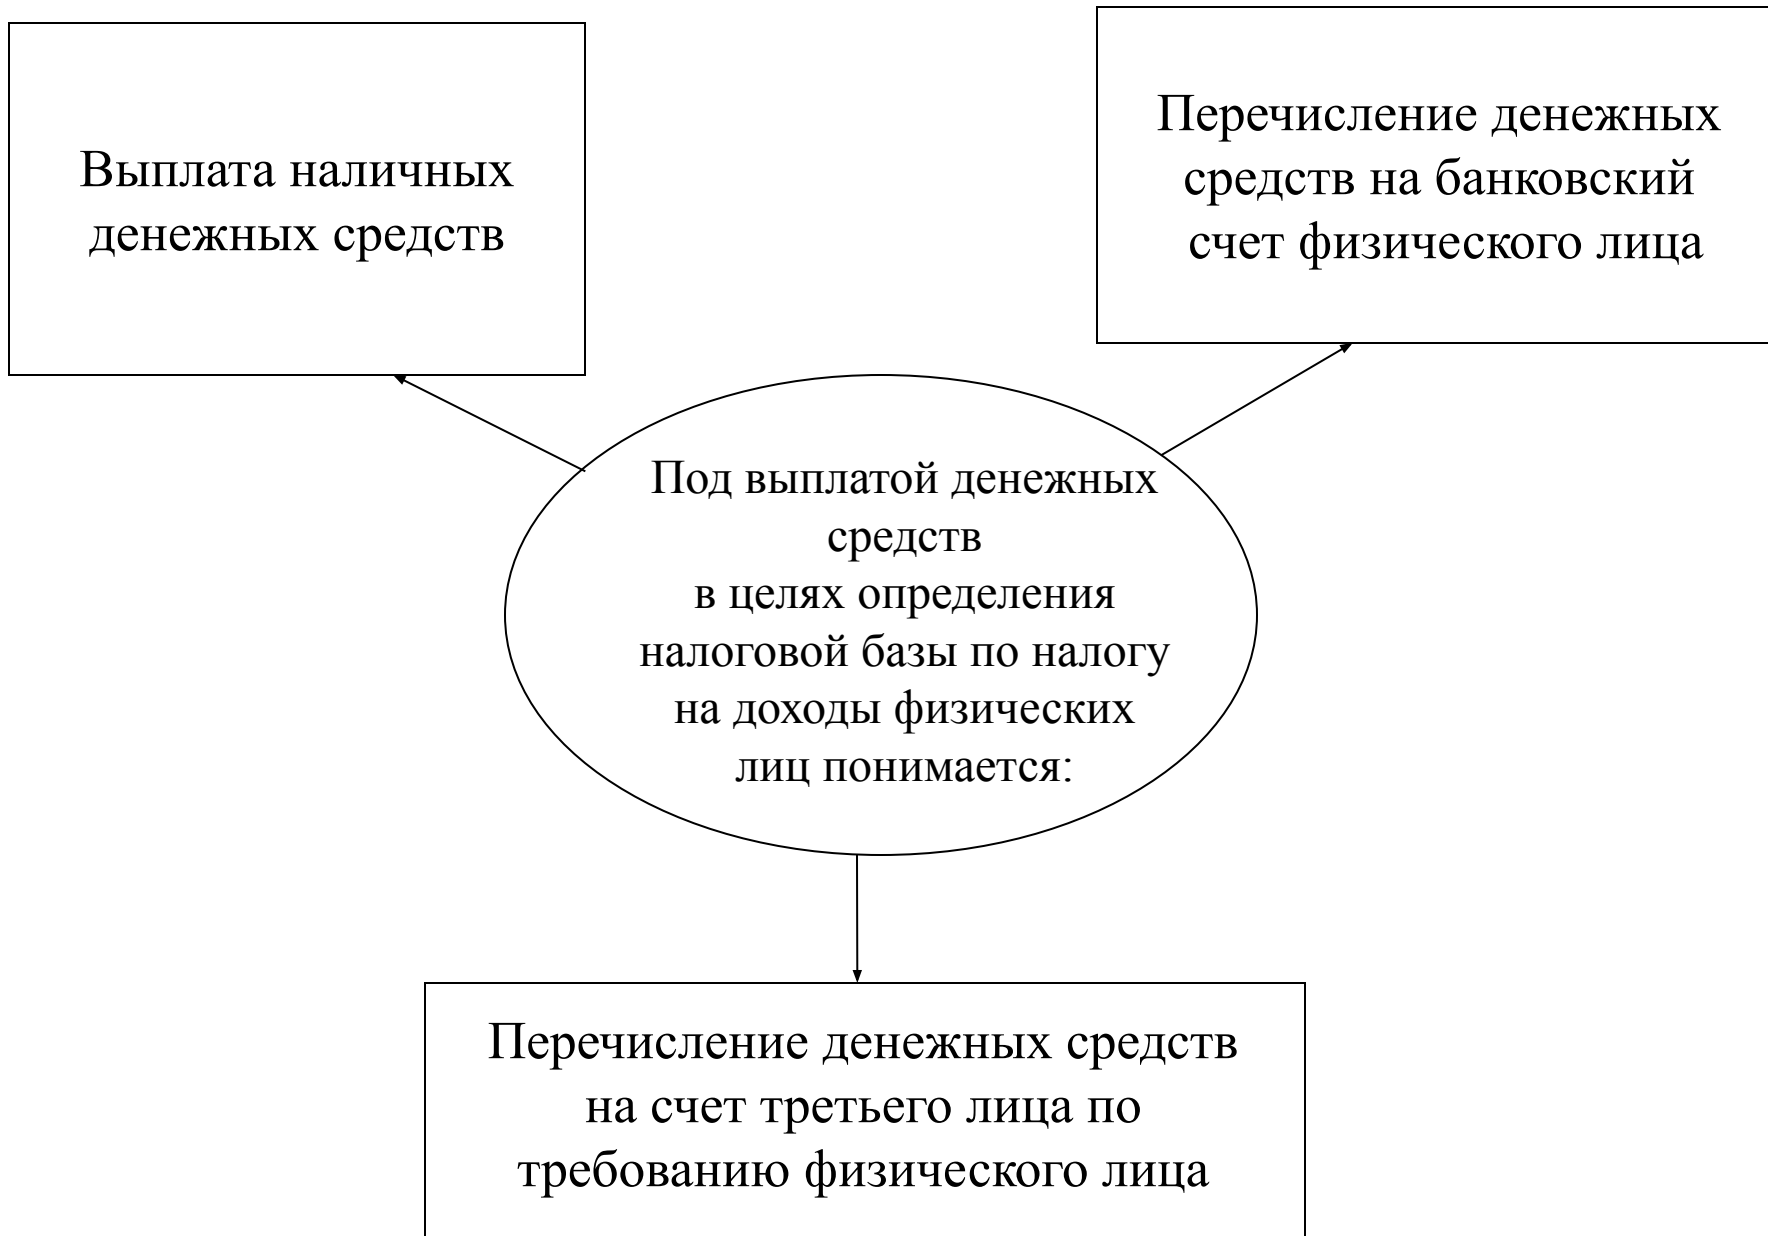 Выплата наличных
денежных средств
Перечисление денежных
средств на банковский
счет физического лица
Под выплатой денежных
средств
в целях определения
налоговой базы по налогу
на доходы физических
лиц понимается:
Перечисление денежных средств
на счет третьего лица по
требованию физического лица